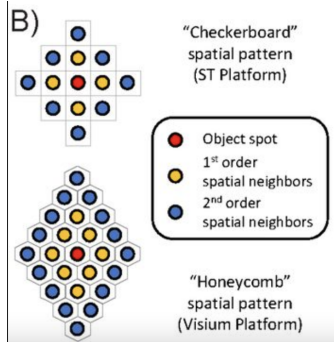 B)
"Checkerboard"
spatial pattern
(ST Platform)
Object spot
1st order
spatial neighbors
2nd order
spatial neighbors
"Honeycomb"
spatial pattern
(Visium Platform)